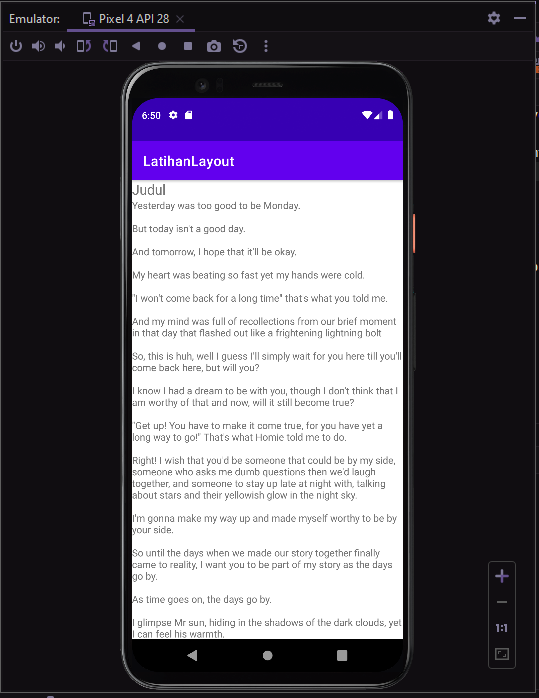 Emulator:
Pixel 4 API 28
6:50
LatihanLayout
Judul
Yesterday was too good to be Monday.
But today isn't a good day.
And tomorrow, I hope that it'll be okay.
My heart was beating so fast yet my hands were cold.
"I won't come back for a long time" that's what you told me.
And my mind was full of recollections from our brief moment
in that day that flashed out like a frightening lightning bolt
So, this is huh, well I guess I'll simply wait for you here till you'll
come back here, but will you?
I know I had a dream to be with you, though I don't think that I
am worthy of that and now, will it still become true?
"Get up! You have to make it come true, for you have yet a
long way to go!" That's what Homie told me to do.
Right! I wish that you'd be someone that could be by my side,
someone who asks me dumb questions then we'd laugh
together, and someone to stay up late at night with, talking
about stars and their yellowish glow in the night sky.
I'm gonna make my way up and made myself worthy to be by
your side.
So until the days when we made our story together finally
came to reality, I want you to be part of my story as the days
go by.
As time goes on, the days go by.
I glimpse Mr sun, hiding in the shadows of the dark clouds, yet
I can feel his warmth.
1:1